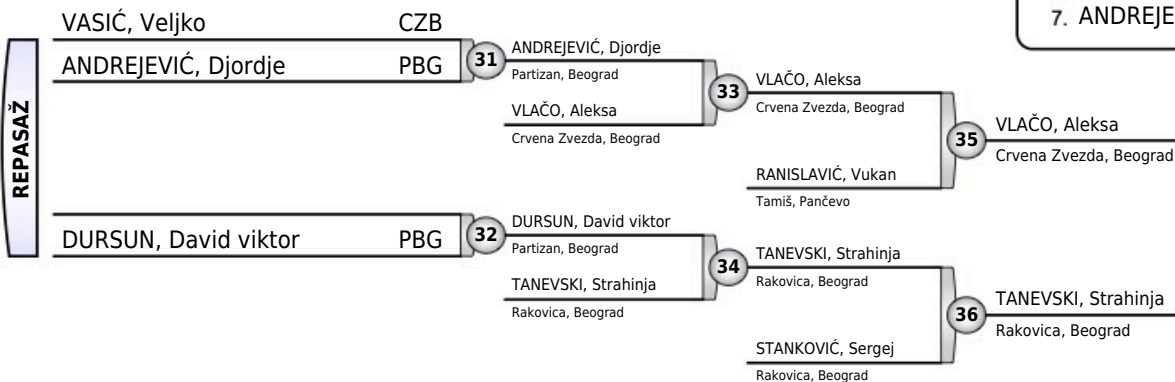 7. ANDREJE
REPASAŽ
VASIĆ, Veljko CZB
ANDREJEVIĆ, Djordje PBG
31
ANDREJEVIĆ, Djordje
Partizan, Beograd
VLAČO, Aleksa
Crvena Zvezda, Beograd
33
VLAČO, Aleksa
Crvena Zvezda, Beograd
RANISLAVIĆ, Vukan
Tamiš, Pančevo
35
VLAČO, Aleksa
Crvena Zvezda, Beograd
DURSUN, David viktor PBG
32
DURSUN, David viktor
Partizan, Beograd
TANEVSKI, Strahinja
Rakovica, Beograd
34
TANEVSKI, Strahinja
Rakovica, Beograd
STANKOVIĆ, Sergej
Rakovica, Beograd
36
TANEVSKI, Strahinja
Rakovica, Beograd